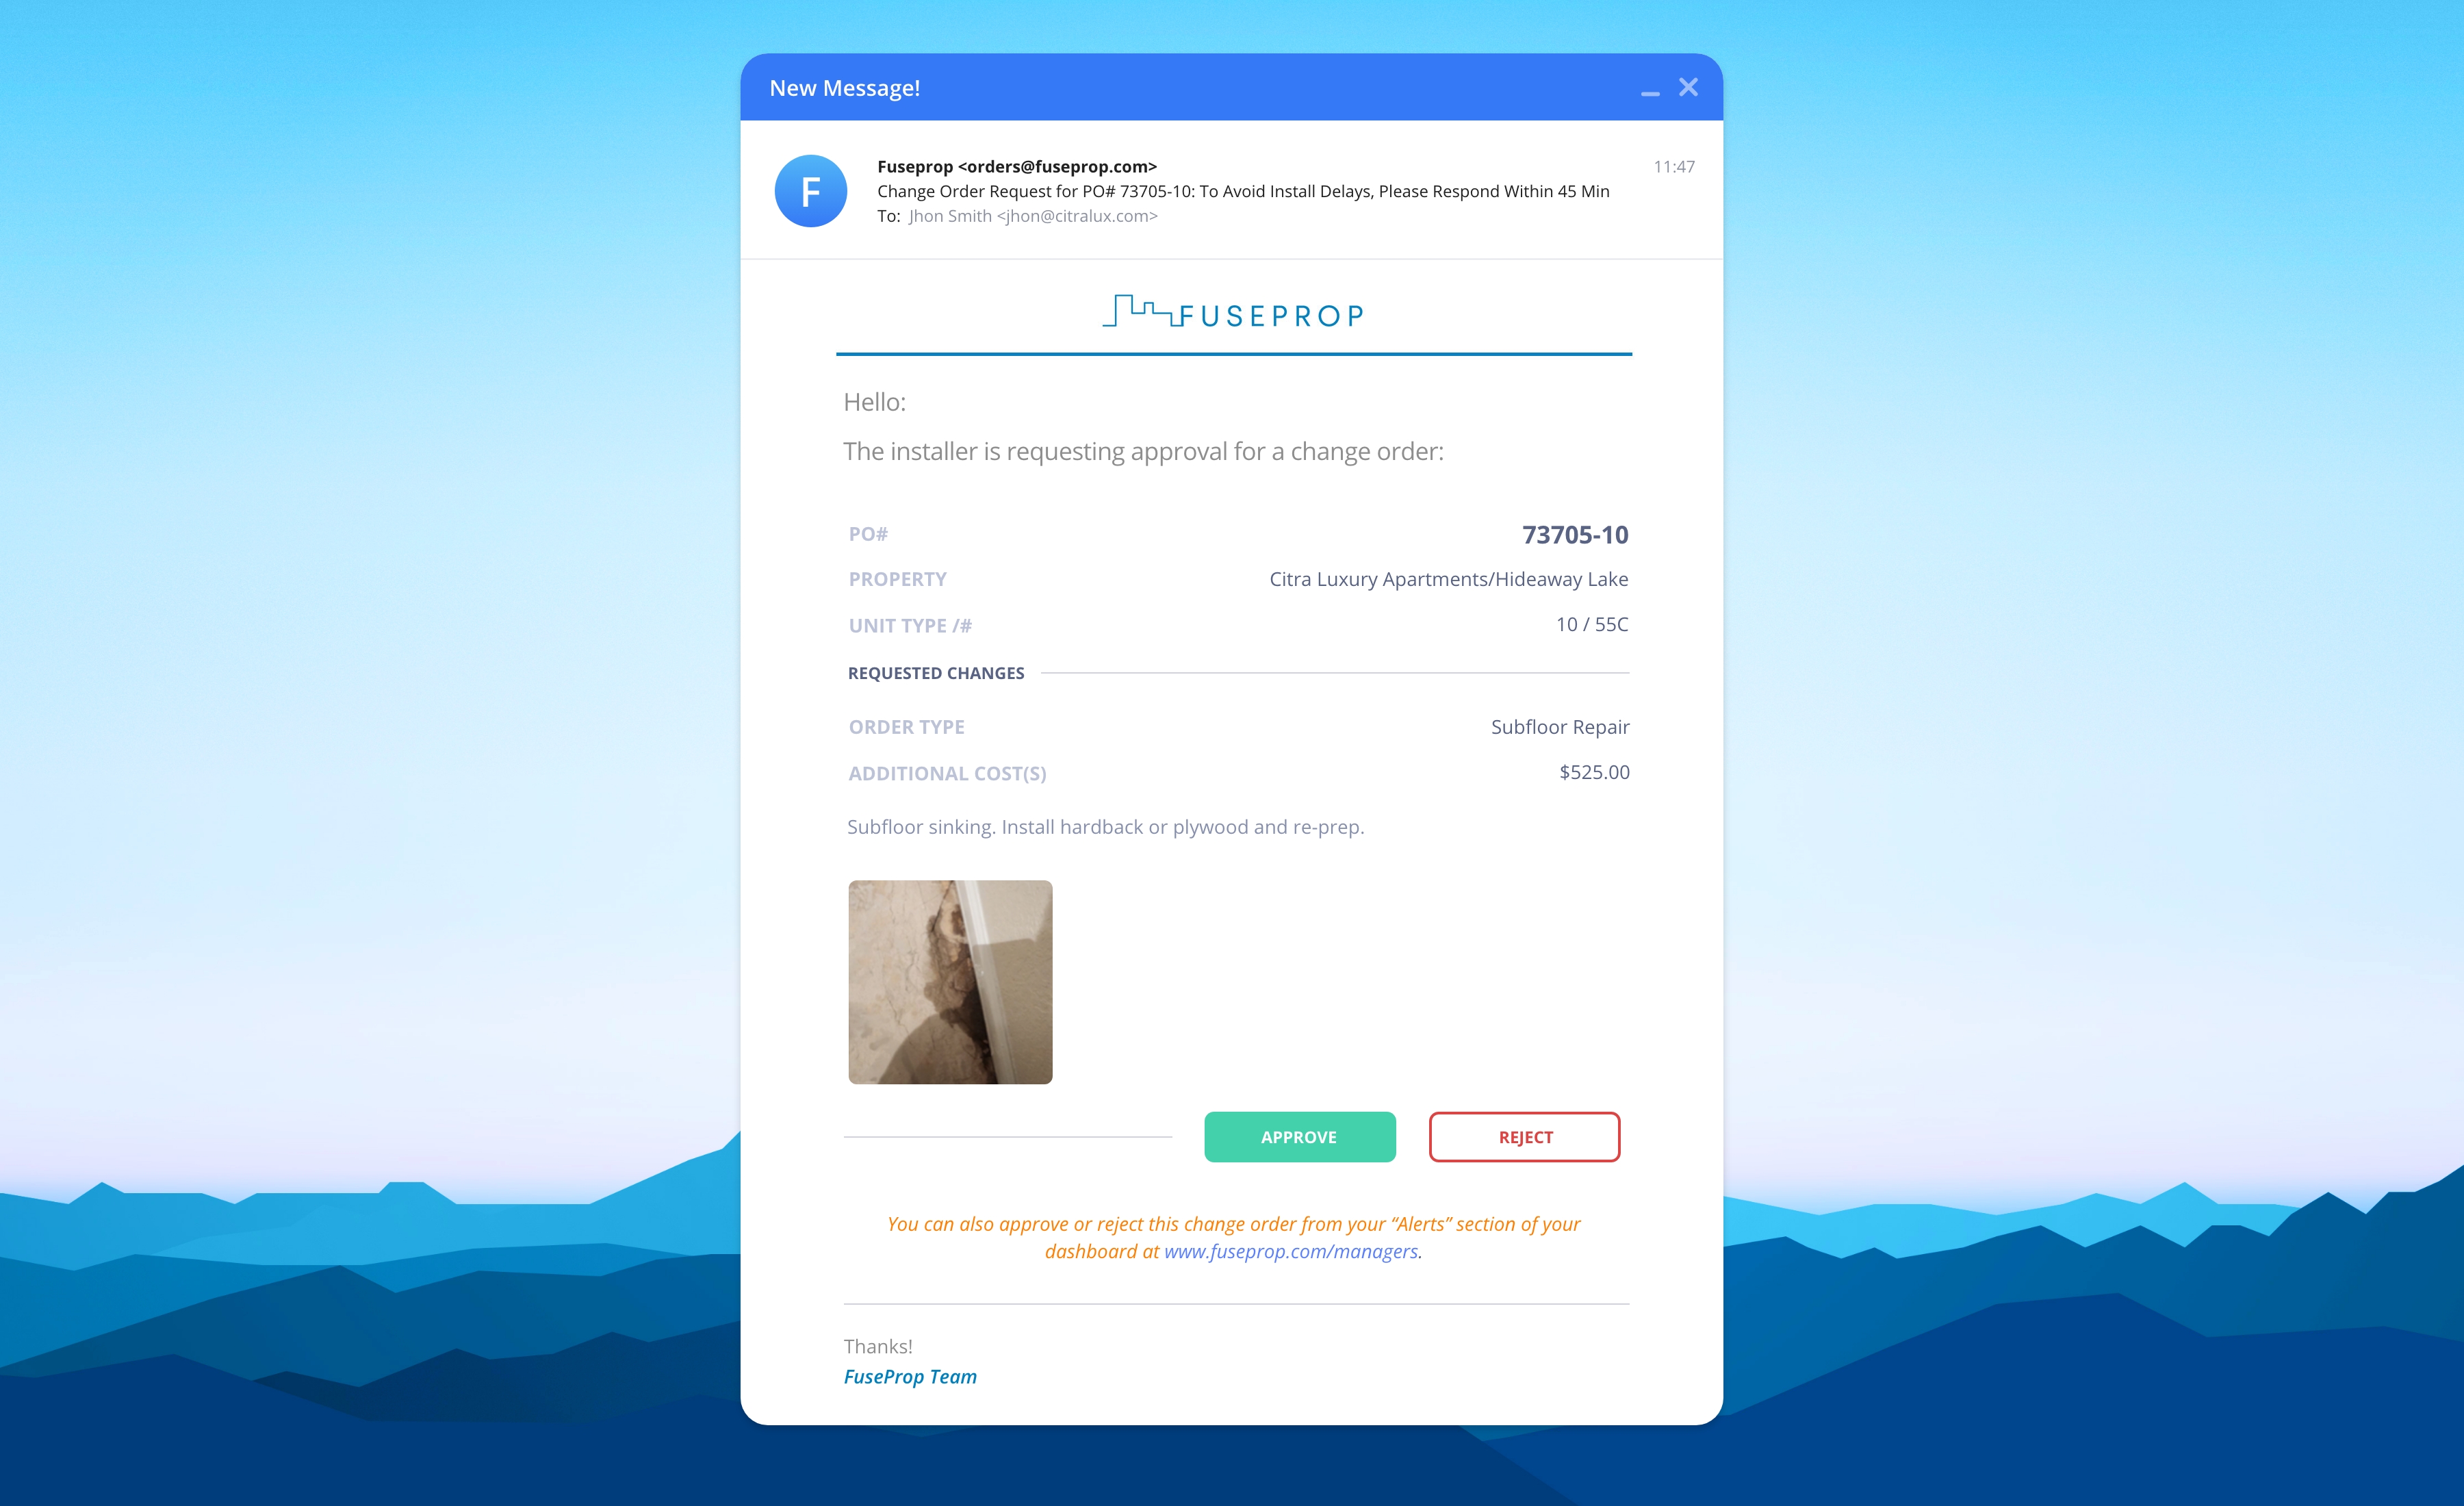 New Message!
F
Fuseprop <orders@fuseprop.com>
11:47
Change Order Request for PO# 73705-10: To Avoid Install Delays, Please Respond Within 45 Min
To: Jhon Smith <jhon@citralux.com>
FUSEPROP
Hello:
The installer is requesting approval for a change order:
PO# 73705-10
PROPERTY Citra Luxury Apartments/Hideaway Lake
UNIT TYPE /# 10 / 55C
REQUESTED CHANGES
ORDER TYPE Subfloor Repair
ADDITIONAL COST(S) $525.00
Subfloor sinking. Install hardback or plywood and re-prep.
APPROVE REJECT
You can also approve or reject this change order from your “Alerts” section of your
dashboard at www.fuseprop.com/managers.
Thanks!
FuseProp Team